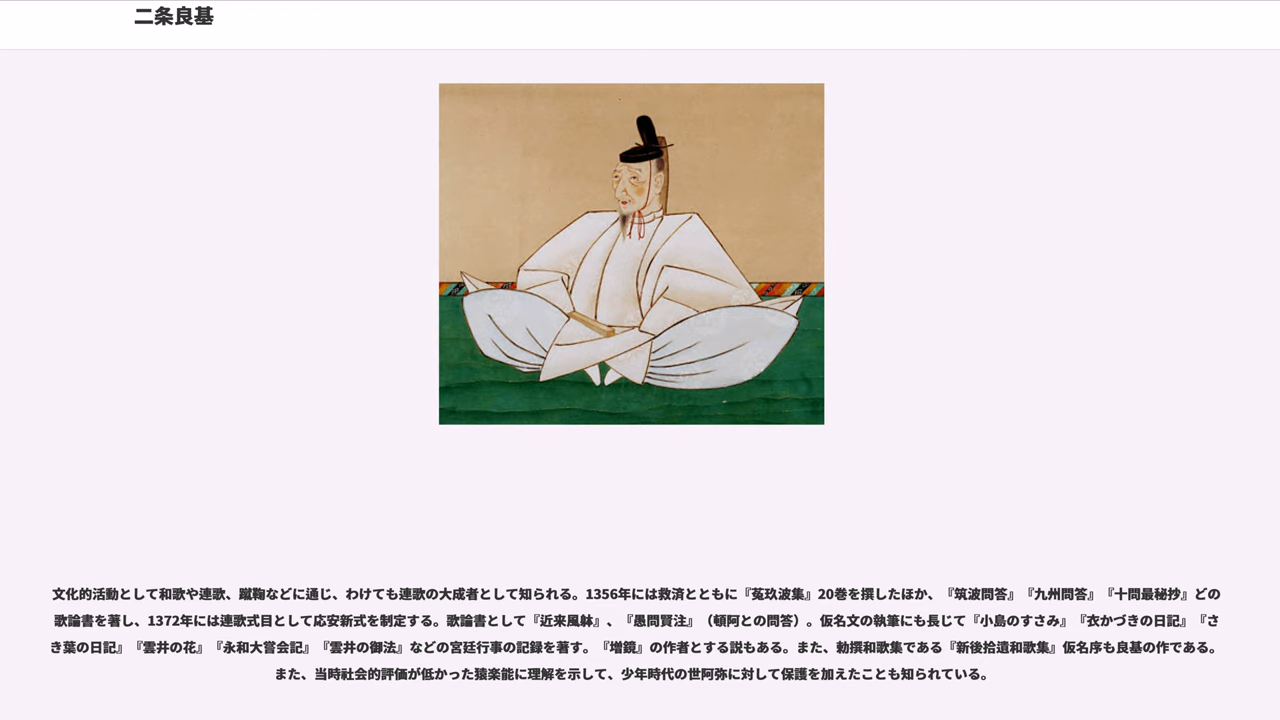 二条良基
文化的活動として和歌や連歌、蹴鞠などに通じ、わけても連歌の大成者として知られる。1356年には救済とともに『菟玖波集』20巻を撰したほか、『筑波問答』『九州問答』『十問最秘抄』どの
歌論書を著し、1372年には連歌式目として応安新式を制定する。歌論書として『近来風躰』、『愚問賢注』（頓阿との問答）。仮名文の執筆にも長じて『小島のすさみ』『衣かづきの日記』『さ
き葉の日記』『雲井の花』『永和大嘗会記』『雲井の御法』などの宮廷行事の記録を著す。『増鏡』の作者とする説もある。また、勅撰和歌集である『新後拾遺和歌集』仮名序も良基の作である。
また、当時社会的評価が低かった猿楽能に理解を示して、少年時代の世阿弥に対して保護を加えたことも知られている。